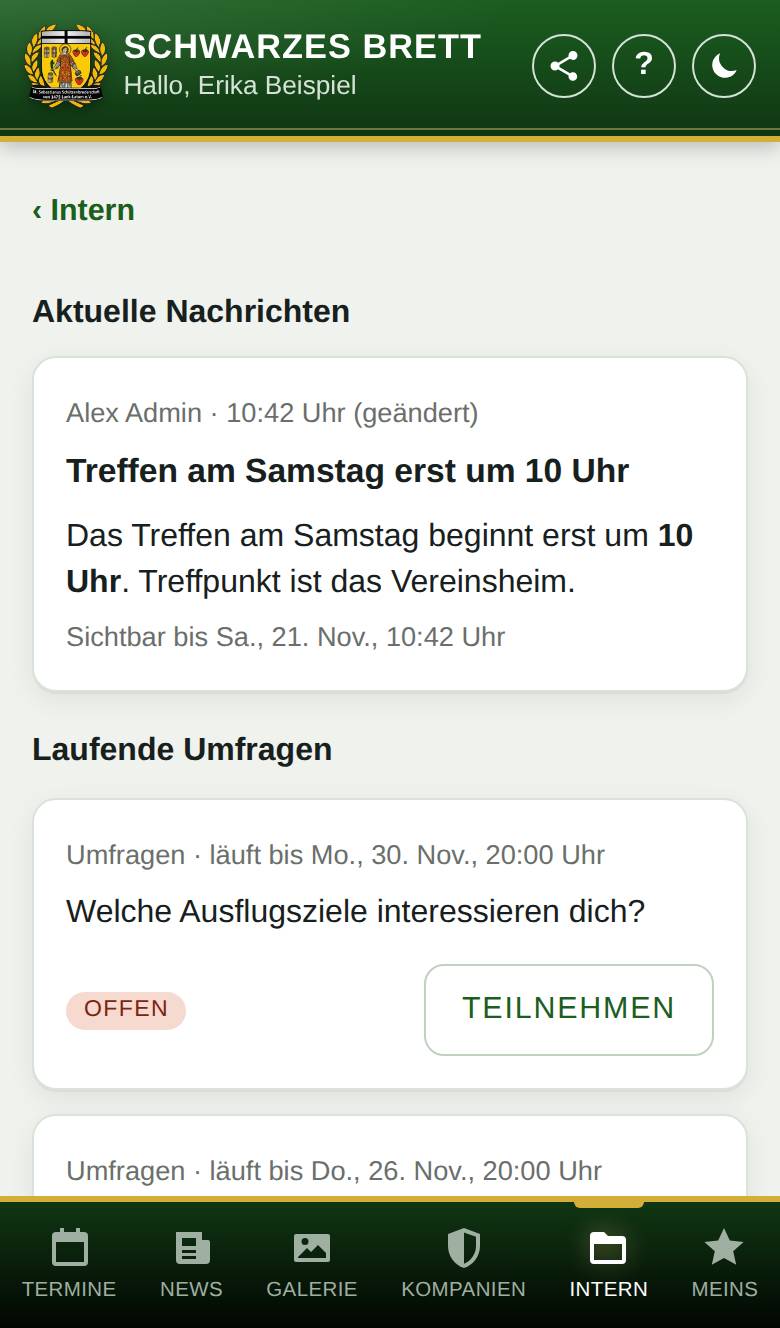 St. Sebastianus Schützenbruderschaft
SCHWARZES BRETT
Hallo, Erika Beispiel
?
‹ Intern
Aktuelle Nachrichten
Alex Admin · 10:42 Uhr (geändert)
Treffen am Samstag erst um 10 Uhr
Das Treffen am Samstag beginnt erst um 10
Uhr. Treffpunkt ist das Vereinsheim.
Sichtbar bis Sa., 21. Nov., 10:42 Uhr
Laufende Umfragen
Umfragen · läuft bis Mo., 30. Nov., 20:00 Uhr
Welche Ausflugsziele interessieren dich?
OFFEN
TEILNEHMEN
Umfragen · läuft bis Do., 26. Nov., 20:00 Uhr
TERMINE
NEWS
GALERIE
KOMPANIEN
INTERN
MEINS